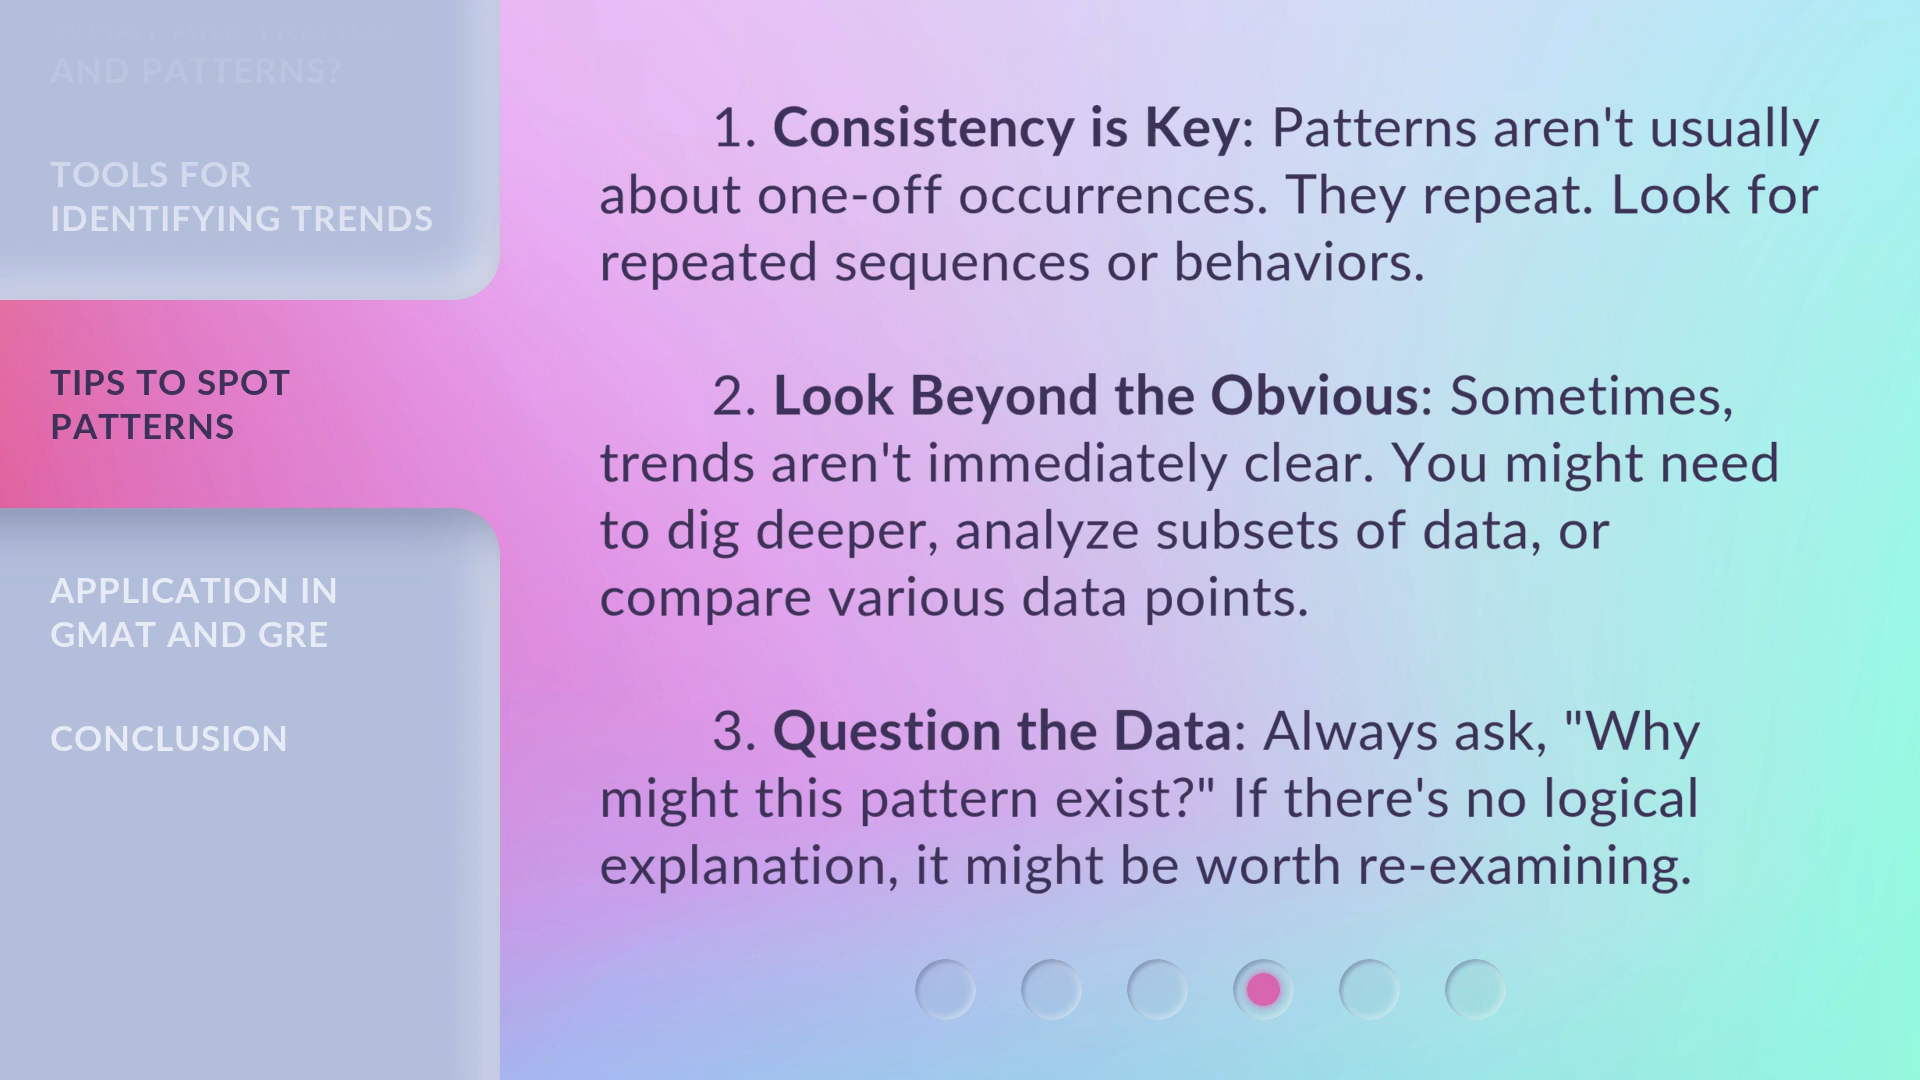 WHAT ARE TRENDS
AND PATTERNS?
TOOLS FOR
IDENTIFYING TRENDS
TIPS TO SPOT
PATTERNS
APPLICATION IN
GMAT AND GRE
CONCLUSION
1. Consistency is Key: Patterns aren't usually
about one-off occurrences. They repeat. Look for
repeated sequences or behaviors.
2. Look Beyond the Obvious: Sometimes,
trends aren't immediately clear. You might need
to dig deeper, analyze subsets of data, or
compare various data points.
3. Question the Data: Always ask, "Why
might this pattern exist?" If there's no logical
explanation, it might be worth re-examining.